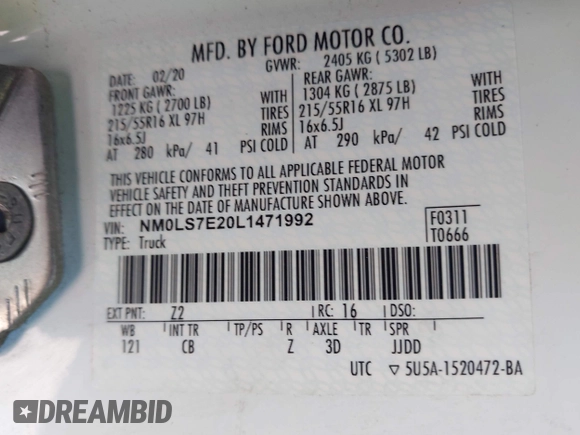 MFD. BY FORD MOTOR CO.
DATE: 02/20 GVWR: 2405 KG ( 5302 LB)
FRONT GAWR: REAR GAWR:
1225 KG ( 2700 LB) WITH 1304 KG ( 2875 LB) WITH
215/55R16 XL 97H TIRES 215/55R16 XL 97H TIRES
16x6.5J RIMS 16x6.5J RIMS
AT 280 kPa/ 41 PSI COLD AT 290 kPa/ 42 PSI COLD
THIS VEHICLE CONFORMS TO ALL APPLICABLE FEDERAL MOTOR
VEHICLE SAFETY AND THEFT PREVENTION STANDARDS IN
EFFECT ON THE DATE OF MANUFACTURE SHOWN ABOVE.
VIN: NM0LS7E20L1471992 F0311
TYPE: Truck T0666
EXT PNT: Z2 RC: 16 DSO:
WB INT TR TP/PS R AXLE TR SPR
121 CB Z 3D JJDD
UTC ▽5U5A-1520472-BA
DREAMBID